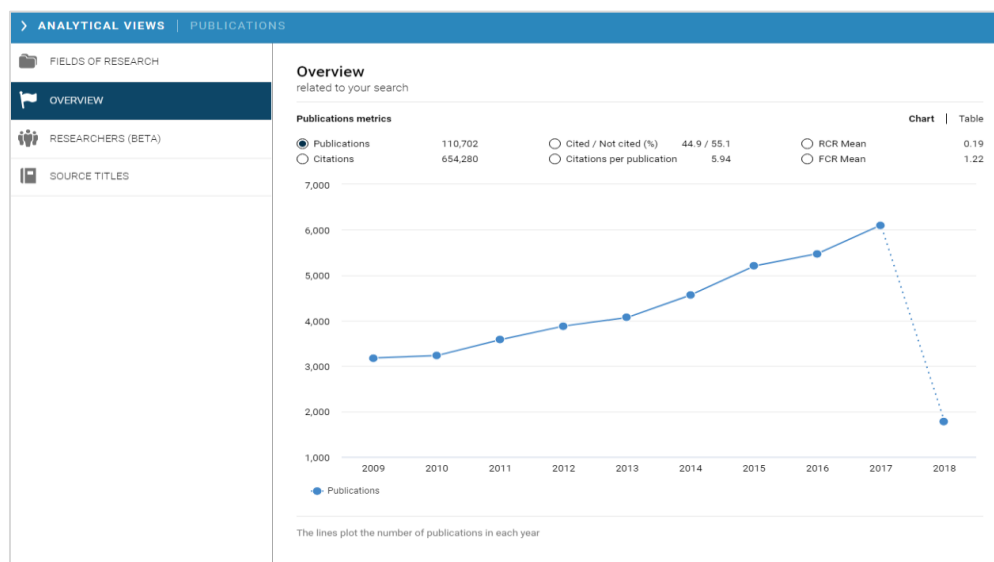 ANALYTICAL VIEWS | PUBLICATIONS
FIELDS OF RESEARCH
OVERVIEW
RESEARCHERS (BETA)
SOURCE TITLES
Overview
related to your search
Publications metrics Chart | Table
Publications 110,702 Cited / Not cited (%) 44.9 / 55.1 RCR Mean 0.19
Citations 654,280 Citations per publication 5.94 FCR Mean 1.22
7,000
6,000
5,000
4,000
3,000
2,000
1,000
2009 2010 2011 2012 2013 2014 2015 2016 2017 2018
Publications
The lines plot the number of publications in each year